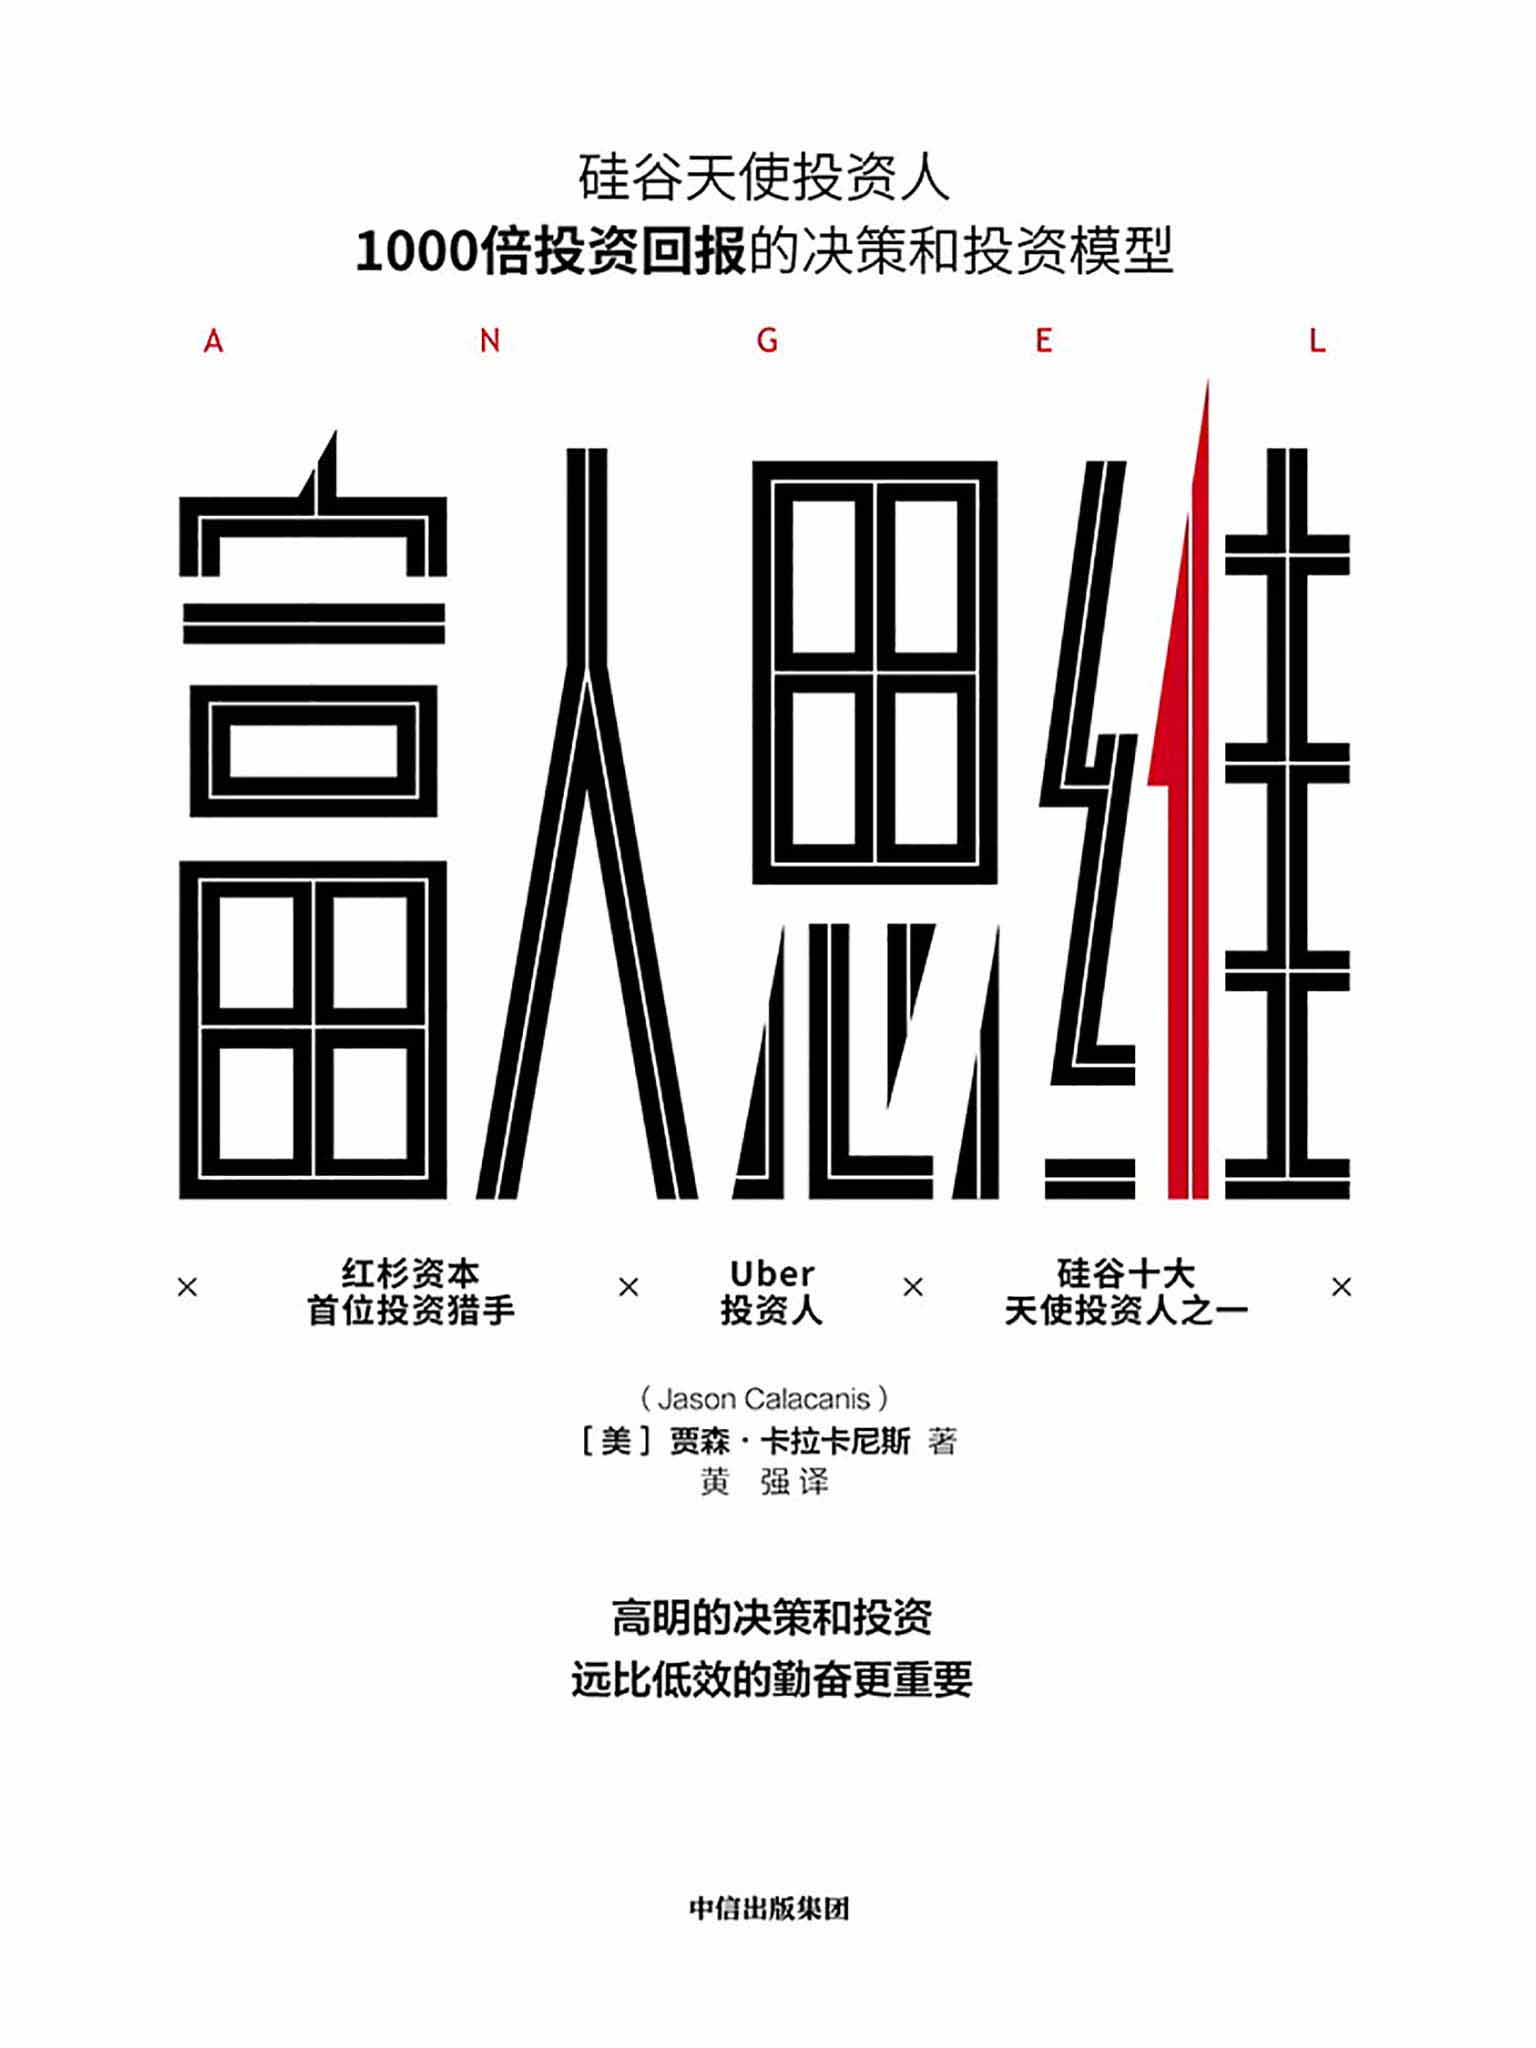 硅谷天使投资人
1000倍投资回报的决策和投资模型
A N G E L
富人思维
× 红杉资本 首位投资猎手 × Uber 投资人 × 硅谷十大 天使投资人之一 ×
（Jason Calacanis）
［美］贾森·卡拉卡尼斯 著
黄 强 译
高明的决策和投资
远比低效的勤奋更重要
中信出版集团